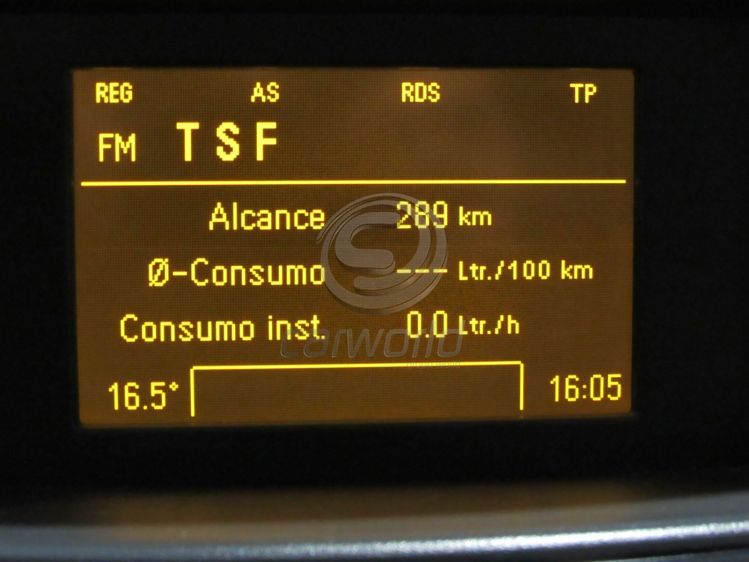 REG AS RDS TP
FM TSF
Alcance 289 km
Ø-Consumo --- Ltr./100 km
Consumo inst. 0.0 Ltr./h
carworld
16.5° 16:05